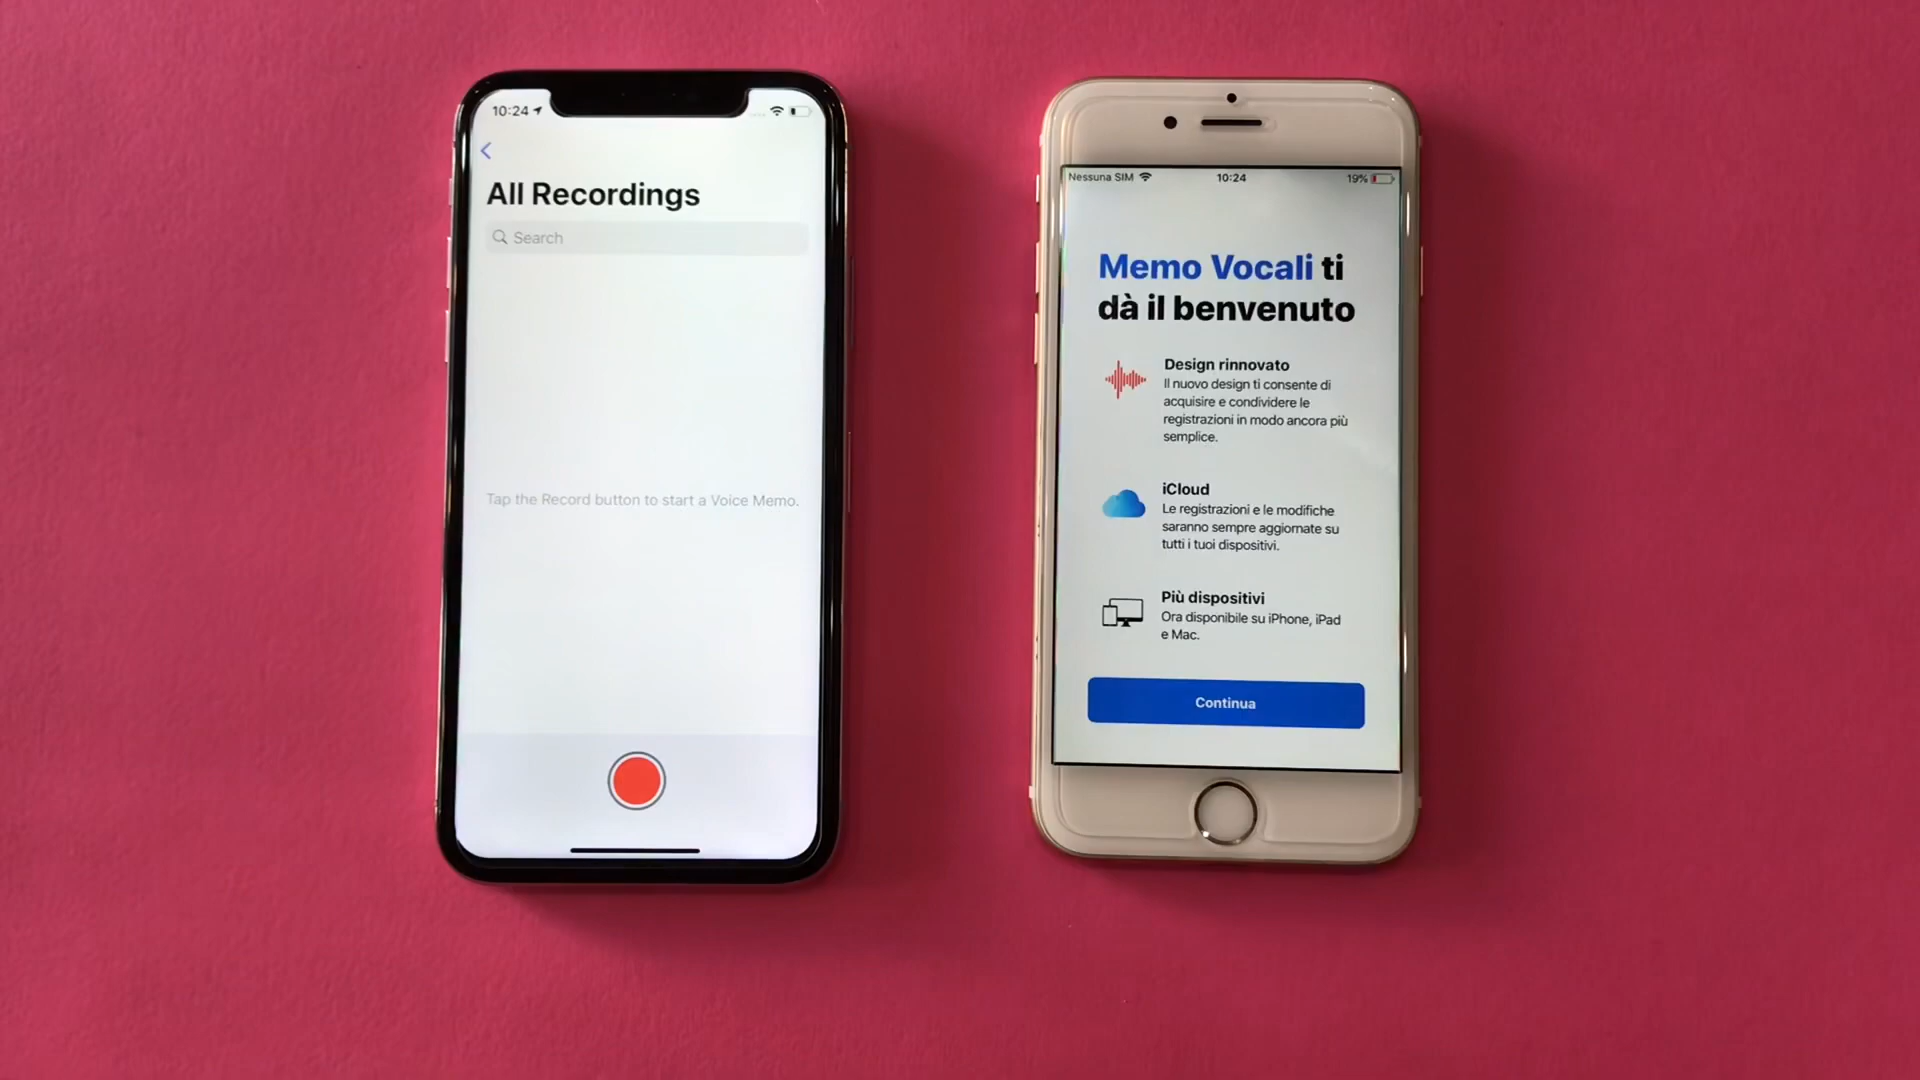 10:24
All Recordings
Search
Tap the Record button to start a Voice Memo.
Nessuna SIM 10:24 19%
Memo Vocali ti
dà il benvenuto
Design rinnovato
Il nuovo design ti consente di
acquisire e condividere le
registrazioni in modo ancora più
semplice.
iCloud
Le registrazioni e le modifiche
saranno sempre aggiornate su
tutti i tuoi dispositivi.
Più dispositivi
Ora disponibile su iPhone, iPad
e Mac.
Continua